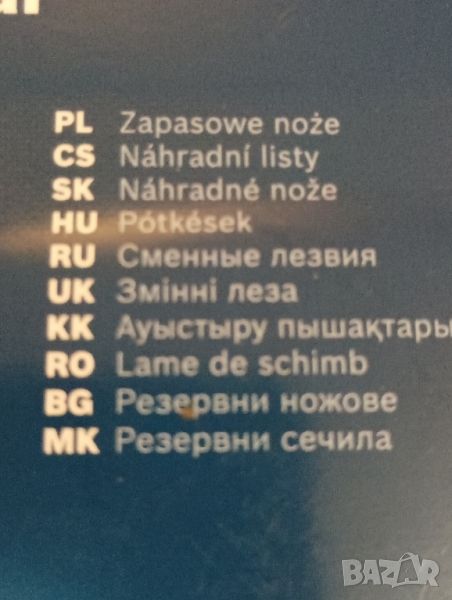 PL Zapasowe noże
CS Náhradní listy
SK Náhradné nože
HU Pótkések
RU Сменные лезвия
UK Змінні леза
KK Ауыстыру пышақтары
RO Lame de schimb
BG Резервни ножове
MK Резервни сечила
BAZAR